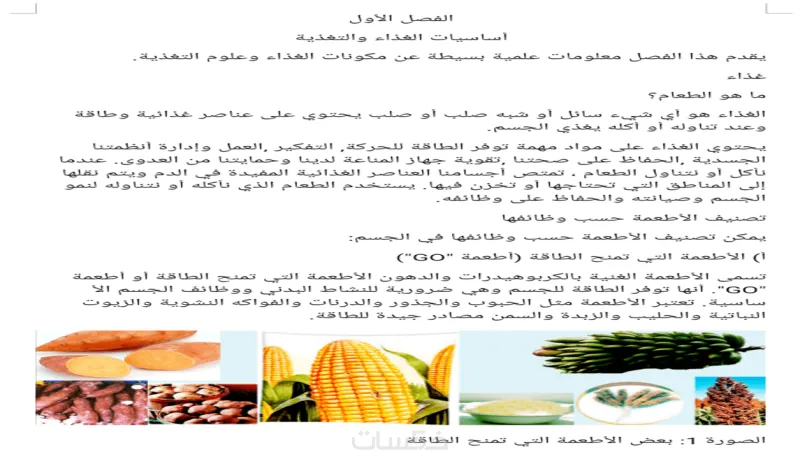 الفصل الأول
أساسيات الغذاء والتغذية
يقدم هذا الفصل معلومات علمية بسيطة عن مكونات الغذاء وعلوم التغذية.
غذاء
ما هو الطعام؟
الغذاء هو أي شيء سائل أو شبه صلب أو صلب يحتوي على عناصر غذائية وطاقة
وعند تناوله أو أكله يغذي الجسم.
يحتوي الغذاء على مواد مهمة توفر الطاقة للحركة, التفكير ,العمل وإدارة أنظمتنا
الجسدية ,الحفاظ على صحتنا ,تقوية جهاز المناعة لدينا وحمايتنا من العدوى. عندما
نأكل أو نتناول الطعام ، تمتص أجسامنا العناصر الغذائية المفيدة في الدم ويتم نقلها
إلى المناطق التي تحتاجها أو تخزن فيها. يستخدم الطعام الذي نأكله أو نتناوله لنمو
الجسم وصيانته والحفاظ على وظائفه.
تصنيف الأطعمة حسب وظائفها
يمكن تصنيف الأطعمة حسب وظائفها في الجسم:
أ) الأطعمة التي تمنح الطاقة (أطعمة "GO")
تسمى الأطعمة الغنية بالكربوهيدرات والدهون الأطعمة التي تمنح الطاقة أو أطعمة
"GO". أنها توفر الطاقة للجسم وهي ضرورية للنشاط البدني ووظائف الجسم الأ
ساسية. تعتبر الأطعمة مثل الحبوب والجذور والدرنات والفواكه النشوية والزيوت
النباتية والحليب والزبدة والسمن مصادر جيدة للطاقة.
الصورة 1: بعض الأطعمة التي تمنح الطاقة
خمسات